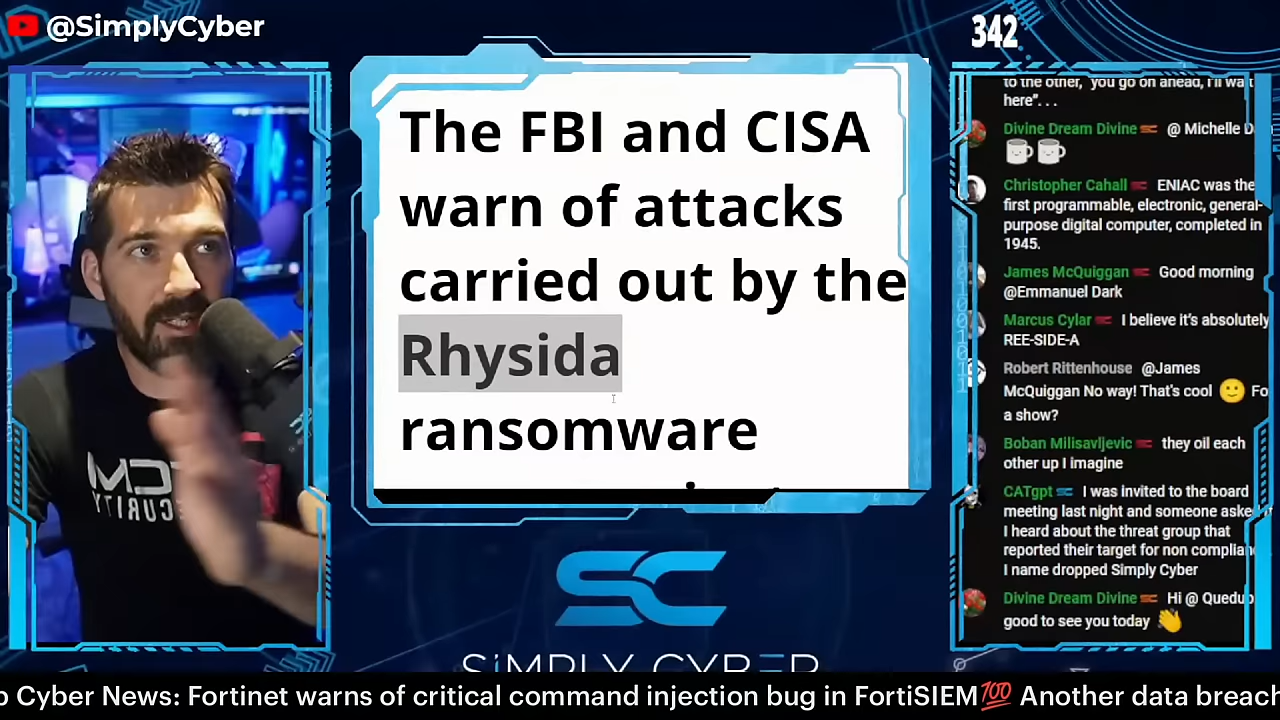 @SimplyCyber
342
The FBI and CISA
warn of attacks
carried out by the
Rhysida
ransomware
to the other, "you go on ahead, I'll wait
here". . .
Divine Dream Divine @ Michelle D
Christopher Cahall ENIAC was the
first programmable, electronic, general-
purpose digital computer, completed in
1945.
James McQuiggan Good morning
@Emmanuel Dark
Marcus Cylar I believe it's absolutely
REE-SIDE-A
Robert Rittenhouse @James
McQuiggan No way! That's cool 🙂 Fo
a show?
Boban Milisavljevic they oil each
other up I imagine
CATgpt I was invited to the board
meeting last night and someone asked
I heard about the threat group that
reported their target for non complian
I name dropped Simply Cyber
Divine Dream Divine Hi @ Quedub
good to see you today 👋
SECURITY
SC
SIMPLY CYBER
p Cyber News: Fortinet warns of critical command injection bug in FortiSIEM💯 Another data breach